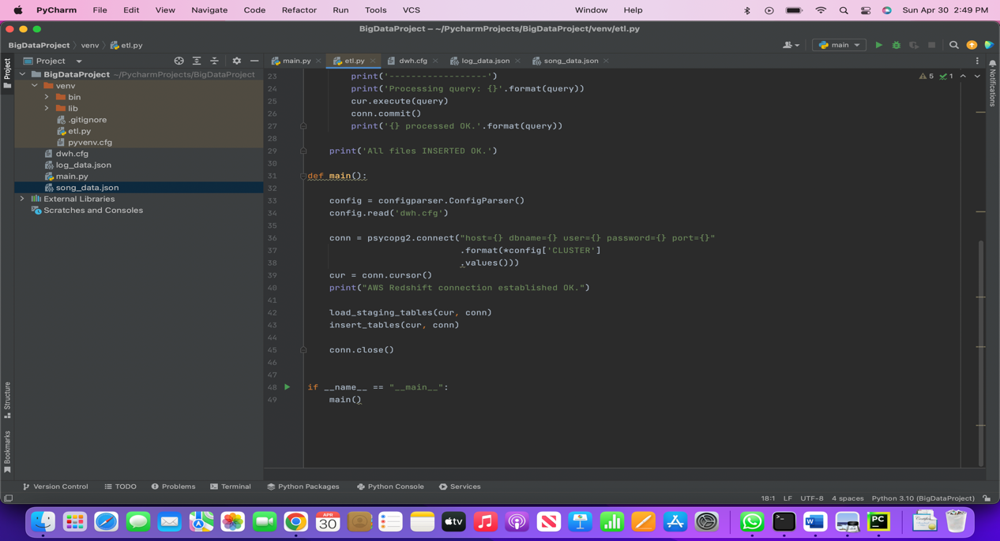 PyCharm File Edit View Navigate Code Refactor Run Tools VCS Window Help Sun Apr 30 2:49 PM
BigDataProject – ~/PycharmProjects/BigDataProject/venv/etl.py
BigDataProject venv etl.py main
Project
main.py etl.py dwh.cfg log_data.json song_data.json
Project
Notifications
BigDataProject ~/PycharmProjects/BigDataProject
venv
bin
lib
.gitignore
etl.py
pyvenv.cfg
dwh.cfg
log_data.json
main.py
song_data.json
External Libraries
Scratches and Consoles
5 1
23 print('------------------')
24 print('Processing query: {}'.format(query))
25 cur.execute(query)
26 conn.commit()
27 print('{} processed OK.'.format(query))
28
29 print('All files INSERTED OK.')
30
31 def main():
32
33 config = configparser.ConfigParser()
34 config.read('dwh.cfg')
35
36 conn = psycopg2.connect("host={} dbname={} user={} password={} port={}"
37 .format(*config['CLUSTER']
38 .values()))
39 cur = conn.cursor()
40 print("AWS Redshift connection established OK.")
41
42 load_staging_tables(cur, conn)
43 insert_tables(cur, conn)
44
45 conn.close()
46
47
48 if __name__ == "__main__":
49 main()
Structure
Bookmarks
Version Control TODO Problems Terminal Python Packages Python Console Services
18:1 LF UTF-8 4 spaces Python 3.10 (BigDataProject)
APR
30
tv
PC